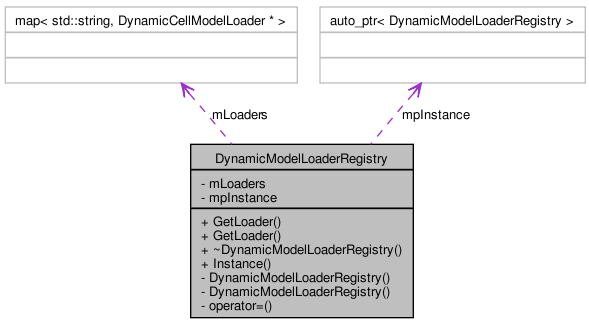 map< std::string, DynamicCellModelLoader * >
auto_ptr< DynamicModelLoaderRegistry >
mLoaders
mpInstance
DynamicModelLoaderRegistry
- mLoaders
- mpInstance
+ GetLoader()
+ GetLoader()
+ ~DynamicModelLoaderRegistry()
+ Instance()
- DynamicModelLoaderRegistry()
- DynamicModelLoaderRegistry()
- operator=()